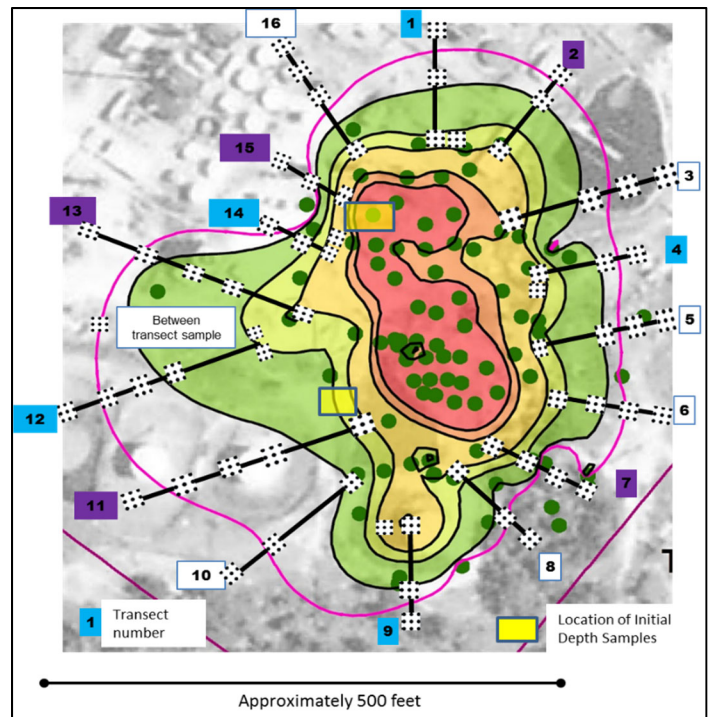 16
1
2
15
3
13
14
4
Between
transect sample
5
12
6
11
7
10
8
1 Transect
number
9
Location of Initial
Depth Samples
Approximately 500 feet